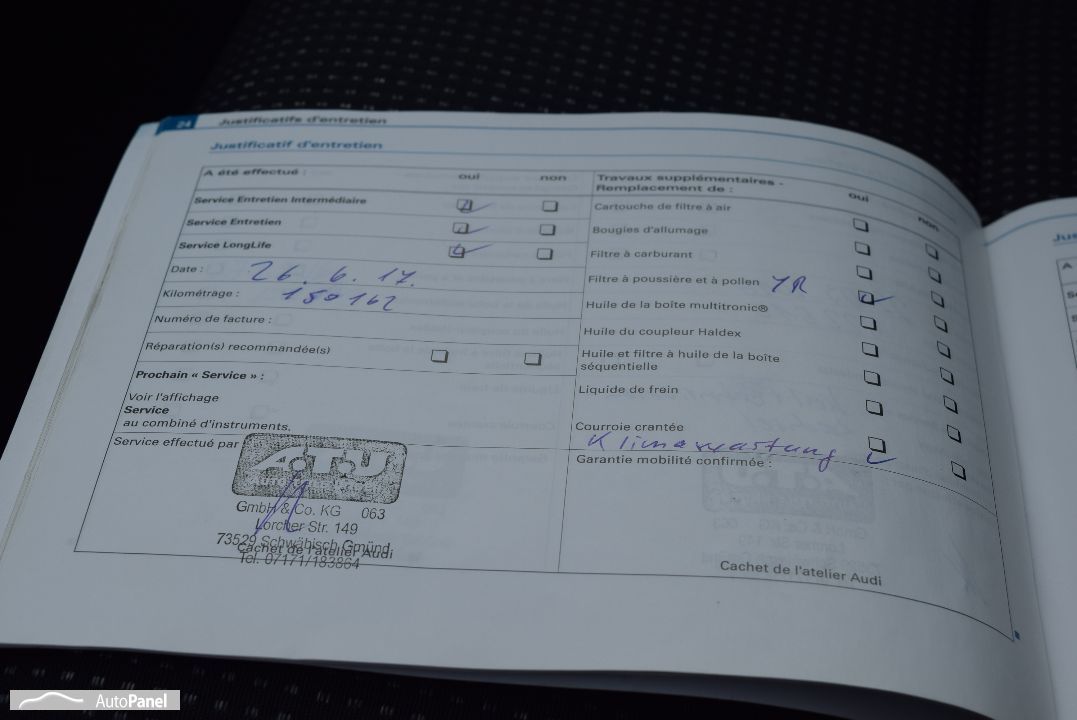 24 Justificatifs d'entretien
Justificatif d'entretien
A été effectué : oui non
Service Entretien Intermédiaire
Service Entretien
Service LongLife
Date : 26. 6. 17.
Kilométrage : 150162
Numéro de facture :
Réparation(s) recommandée(s)
Prochain « Service » :
Voir l'affichage
Service
au combiné d'instruments.
Service effectué par
A.T.U
GmbH & Co. KG 063
Lorcher Str. 149
73529 Schwäbisch Gmünd
Cachet de l'atelier Audi
Tel. 07171/183864
Travaux supplémentaires -
Remplacement de : oui non
Cartouche de filtre à air
Bougies d'allumage
Filtre à carburant
Filtre à poussière et à pollen
Huile de la boîte multitronic®
Huile du coupleur Haldex
Huile et filtre à huile de la boîte
séquentielle
Liquide de frein
Courroie crantée
Klimawartung
Garantie mobilité confirmée :
Cachet de l'atelier Audi
AutoPanel